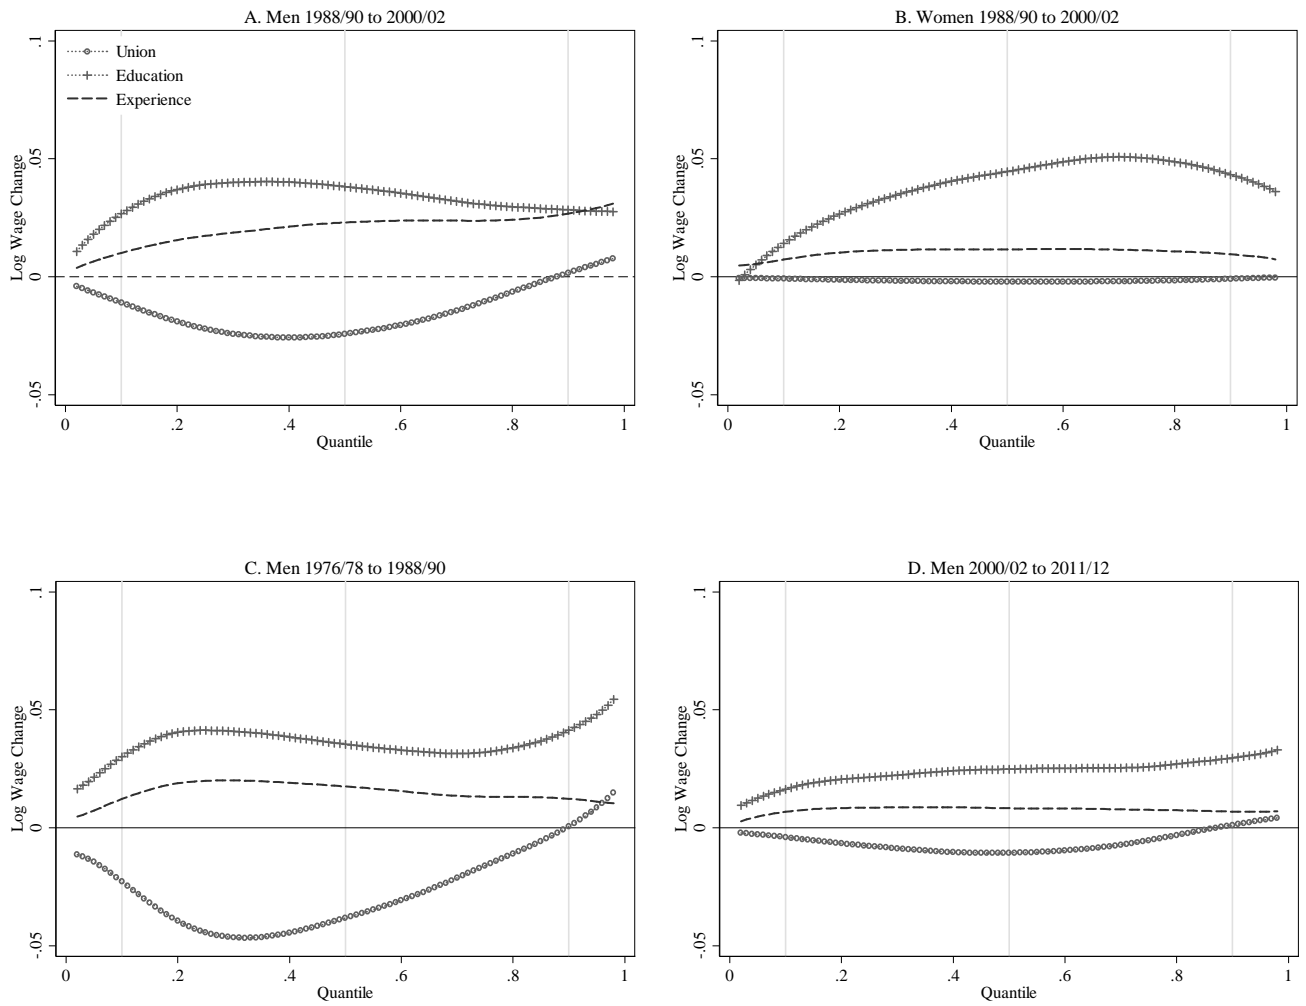 A. Men 1988/90 to 2000/02
Union
Education
Experience
Log Wage Change
.1
.05
0
-.05
0
.2
.4
.6
.8
1
Quantile
B. Women 1988/90 to 2000/02
Log Wage Change
.1
.05
0
-.05
0
.2
.4
.6
.8
1
Quantile
C. Men 1976/78 to 1988/90
Log Wage Change
.1
.05
0
-.05
0
.2
.4
.6
.8
1
Quantile
D. Men 2000/02 to 2011/12
Log Wage Change
.1
.05
0
-.05
0
.2
.4
.6
.8
1
Quantile